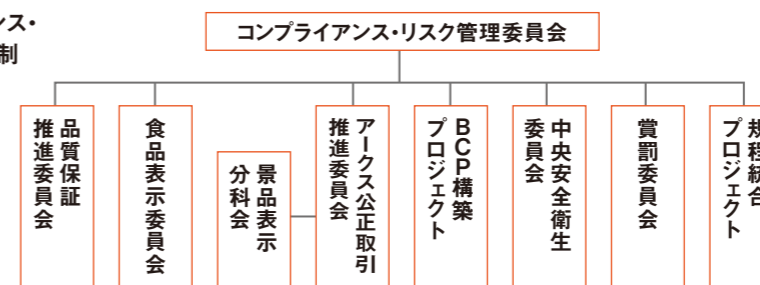 ンス・
制
コンプライアンス・リスク管理委員会
品質保証
推進委員会
食品表示委員会
景品表示
分科会
アークス公正取引
推進委員会
BCP構築
プロジェクト
中央安全衛生
委員会
賞罰委員会
規程統合
プロジェクト